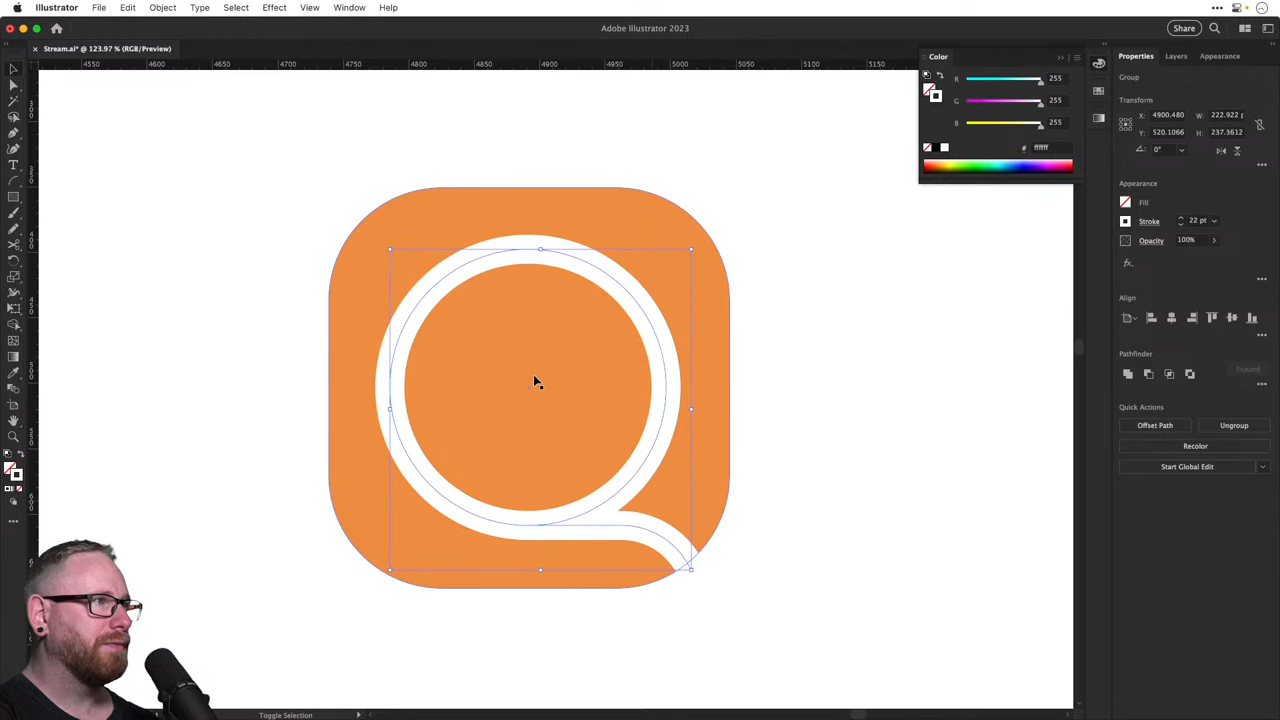 Illustrator File Edit Object Type Select Effect View Window Help
Adobe Illustrator 2023
Share
× Stream.ai* @ 123.97 % (RGB/Preview)
4550 4600 4650 4700 4750 4800 4850 4900 4950 5000 5050 5100 5150
Color
R 255
G 255
B 255
# ffffff
Properties Layers Appearance
Group
Transform
X: 4900.480 W: 222.922 p
Y: 520.1066 H: 237.3612
0°
Appearance
Fill
Stroke 22 pt
Opacity 100%
fx
Align
Pathfinder
Expand
Quick Actions
Offset Path Ungroup
Recolor
Start Global Edit
Toggle Selection